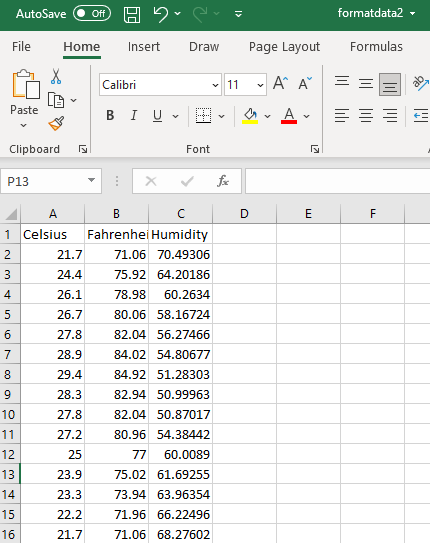 AutoSave Off formatdata2
File Home Insert Draw Page Layout Formulas
Paste
Calibri 11 A A
B I U A
Clipboard Font
P13 fx
A B C D E F
1 Celsius Fahrenhei Humidity
2 21.7 71.06 70.49306
3 24.4 75.92 64.20186
4 26.1 78.98 60.2634
5 26.7 80.06 58.16724
6 27.8 82.04 56.27466
7 28.9 84.02 54.80677
8 29.4 84.92 51.28303
9 28.3 82.94 50.99963
10 27.8 82.04 50.87017
11 27.2 80.96 54.38442
12 25 77 60.0089
13 23.9 75.02 61.69255
14 23.3 73.94 63.96354
15 22.2 71.96 66.22496
16 21.7 71.06 68.27602